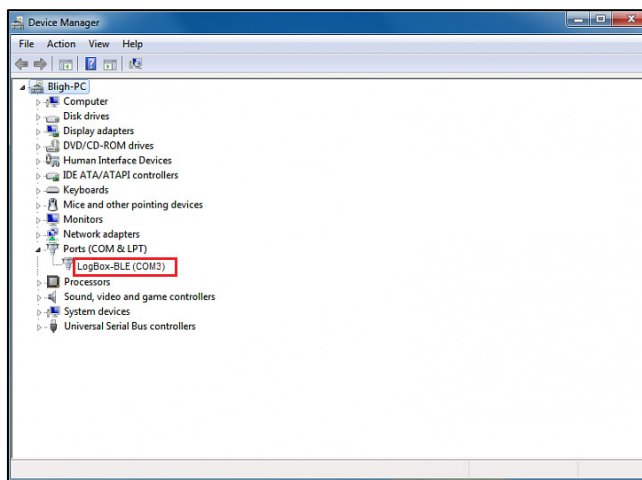 Device Manager
File Action View Help
Bligh-PC
Computer
Disk drives
Display adapters
DVD/CD-ROM drives
Human Interface Devices
IDE ATA/ATAPI controllers
Keyboards
Mice and other pointing devices
Monitors
Network adapters
Ports (COM & LPT)
LogBox-BLE (COM3)
Processors
Sound, video and game controllers
System devices
Universal Serial Bus controllers